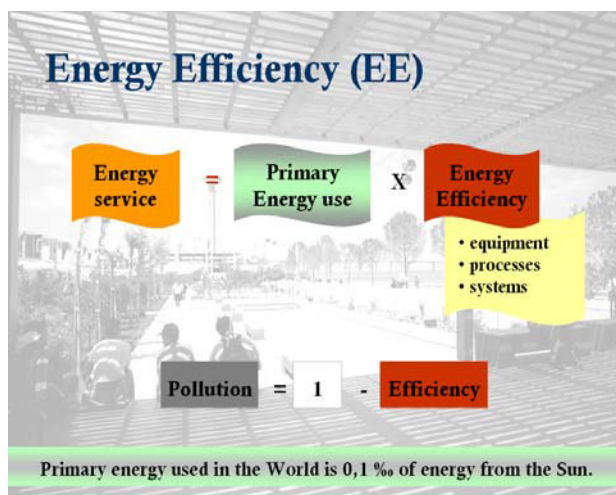 Energy Efficiency (EE)
Energy
service
=
Primary
Energy use
X
Energy
Efficiency
• equipment
• processes
• systems
Pollution = 1 - Efficiency
Primary energy used in the World is 0,1 ‰ of energy from the Sun.